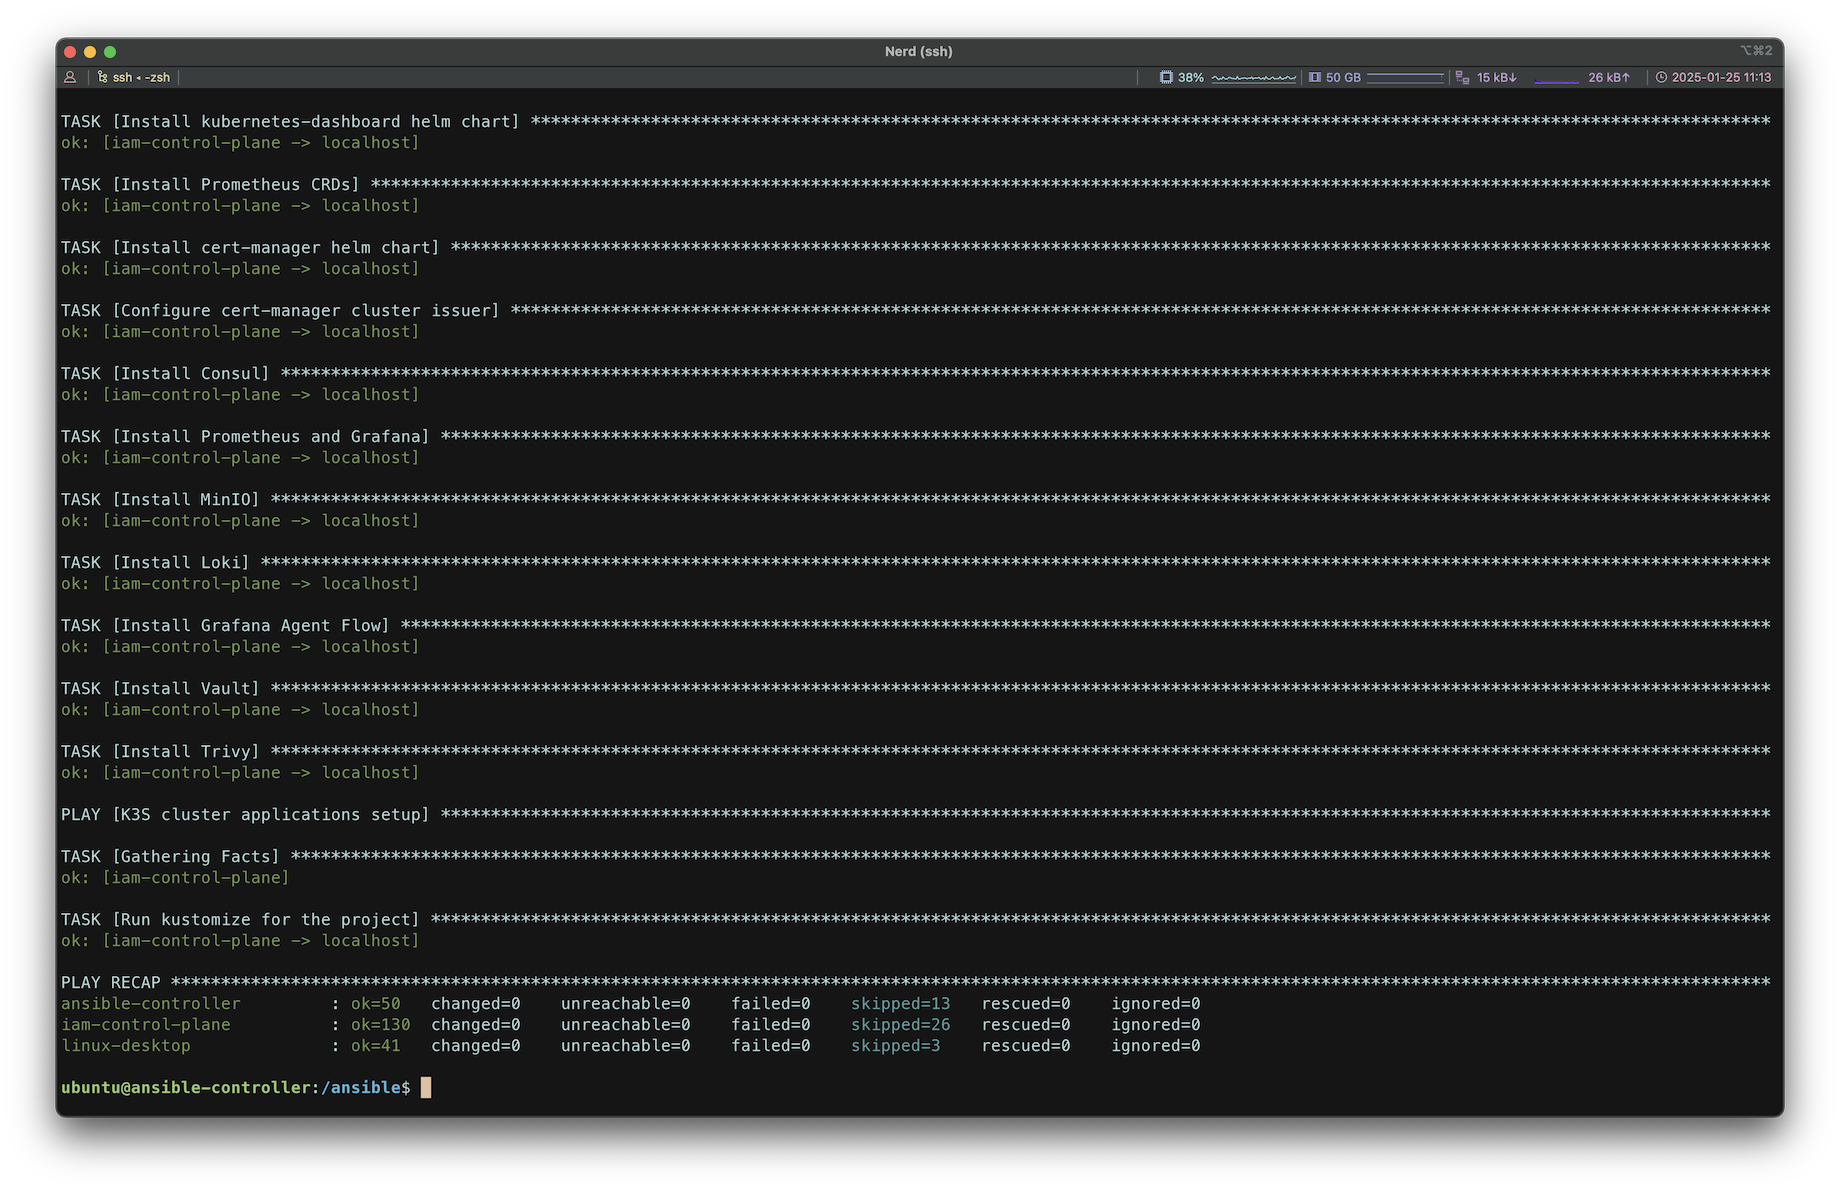 Nerd (ssh)
⌥⌘2
ssh ◂ -zsh
38%
50 GB
15 kB↓
26 kB↑
2025-01-25 11:13
TASK [Install kubernetes-dashboard helm chart] ****************************************************************************************************************************
ok: [iam-control-plane -> localhost]
TASK [Install Prometheus CRDs] ********************************************************************************************************************************************
ok: [iam-control-plane -> localhost]
TASK [Install cert-manager helm chart] ************************************************************************************************************************************
ok: [iam-control-plane -> localhost]
TASK [Configure cert-manager cluster issuer] ******************************************************************************************************************************
ok: [iam-control-plane -> localhost]
TASK [Install Consul] *****************************************************************************************************************************************************
ok: [iam-control-plane -> localhost]
TASK [Install Prometheus and Grafana] *************************************************************************************************************************************
ok: [iam-control-plane -> localhost]
TASK [Install MinIO] ******************************************************************************************************************************************************
ok: [iam-control-plane -> localhost]
TASK [Install Loki] *******************************************************************************************************************************************************
ok: [iam-control-plane -> localhost]
TASK [Install Grafana Agent Flow] *****************************************************************************************************************************************
ok: [iam-control-plane -> localhost]
TASK [Install Vault] ******************************************************************************************************************************************************
ok: [iam-control-plane -> localhost]
TASK [Install Trivy] ******************************************************************************************************************************************************
ok: [iam-control-plane -> localhost]
PLAY [K3S cluster applications setup] *************************************************************************************************************************************
TASK [Gathering Facts] ****************************************************************************************************************************************************
ok: [iam-control-plane]
TASK [Run kustomize for the project] **************************************************************************************************************************************
ok: [iam-control-plane -> localhost]
PLAY RECAP ****************************************************************************************************************************************************************
ansible-controller         : ok=50   changed=0    unreachable=0    failed=0    skipped=13   rescued=0    ignored=0
iam-control-plane          : ok=130  changed=0    unreachable=0    failed=0    skipped=26   rescued=0    ignored=0
linux-desktop              : ok=41   changed=0    unreachable=0    failed=0    skipped=3   rescued=0    ignored=0
ubuntu@ansible-controller:/ansible$